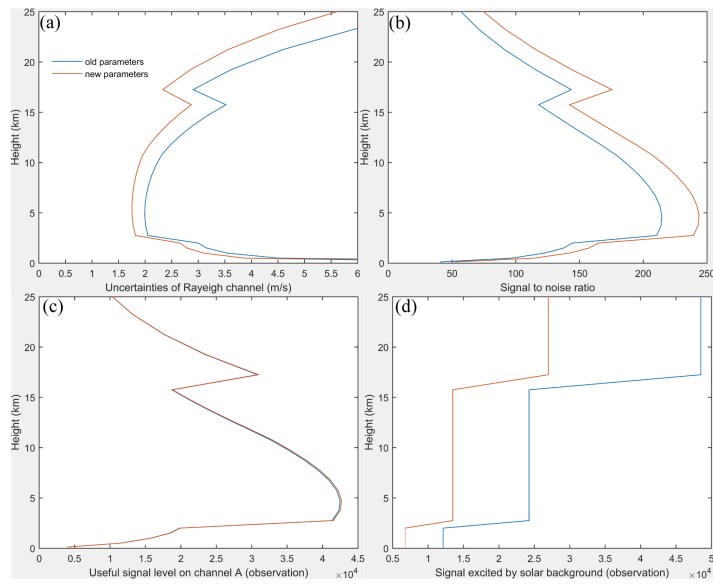 (a)
25
20
15
10
5
0
Height (km)
old parameters
new parameters
0 0.5 1 1.5 2 2.5 3 3.5 4 4.5 5 5.5 6
Uncertainties of Rayeigh channel (m/s)
(b)
25
20
15
10
5
0
Height (km)
0 50 100 150 200 250
Signal to noise ratio
(c)
25
20
15
10
5
0
Height (km)
0 0.5 1 1.5 2 2.5 3 3.5 4 4.5
×10⁴
Useful signal level on channel A (observation)
(d)
25
20
15
10
5
0
Height (km)
0.5 1 1.5 2 2.5 3 3.5 4 4.5 5
×10⁴
Signal excited by solar background (observation)